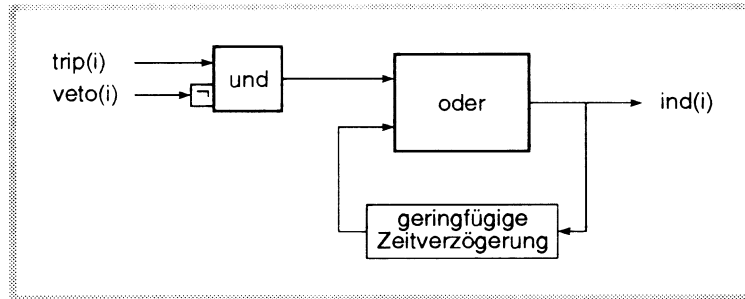 trip(i)
veto(i)
¬
und
oder
ind(i)
geringfügige
Zeitverzögerung